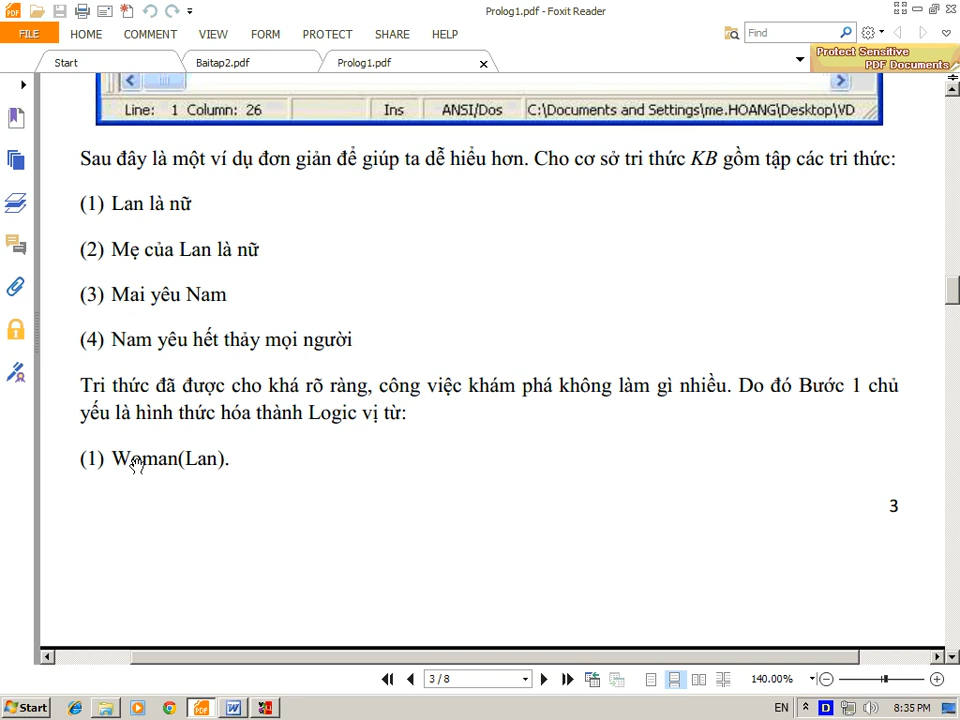 Prolog1.pdf - Foxit Reader
FILE HOME COMMENT VIEW FORM PROTECT SHARE HELP Find
Start Baitap2.pdf Prolog1.pdf Protect Sensitive
PDF Documents
Line: 1 Column: 26 Ins ANSI/Dos C:\Documents and Settings\me.HOANG\Desktop\VD
Sau đây là một ví dụ đơn giản để giúp ta dễ hiểu hơn. Cho cơ sở tri thức KB gồm tập các tri thức:
(1) Lan là nữ
(2) Mẹ của Lan là nữ
(3) Mai yêu Nam
(4) Nam yêu hết thảy mọi người
Tri thức đã được cho khá rõ ràng, công việc khám phá không làm gì nhiều. Do đó Bước 1 chủ
yếu là hình thức hóa thành Logic vị từ:
(1) Woman(Lan).
3
3 / 8 140.00%
Start EN 8:35 PM